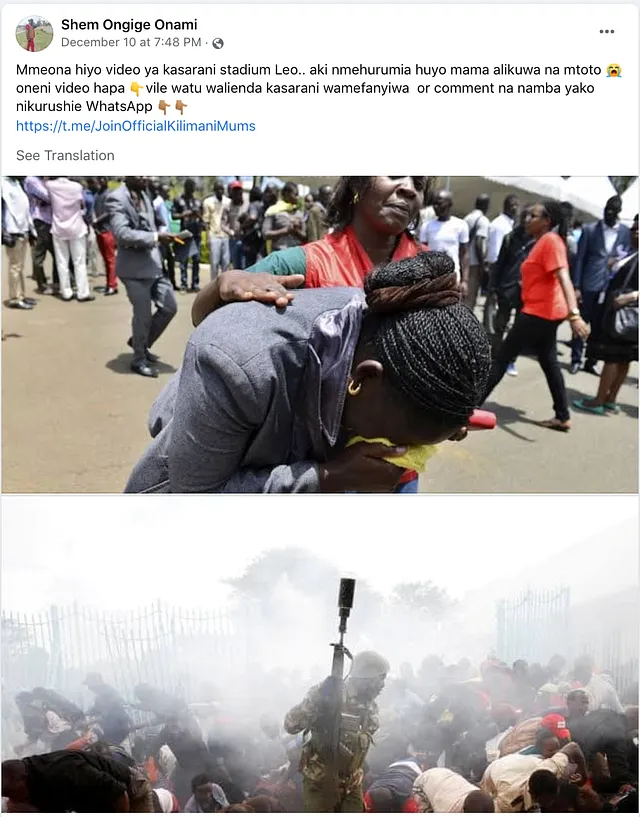 Shem Ongige Onami
December 10 at 7:48 PM ·
Mmeona hiyo video ya kasarani stadium Leo.. aki nmehurumia huyo mama alikuwa na mtoto 😭
oneni video hapa 👇vile watu walienda kasarani wamefanyiwa or comment na namba yako
nikurushie WhatsApp 👇🏾👇🏾
https://t.me/JoinOfficialKilimaniMums
See Translation